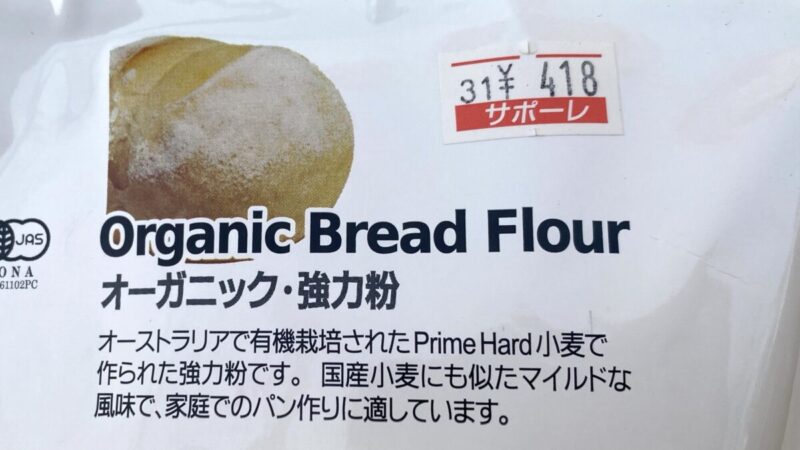 31¥ 418
サポーレ
JAS
ONA
61102PC
Organic Bread Flour
オーガニック・強力粉
オーストラリアで有機栽培されたPrime Hard小麦で
作られた強力粉です。国産小麦にも似たマイルドな
風味で、家庭でのパン作りに適しています。